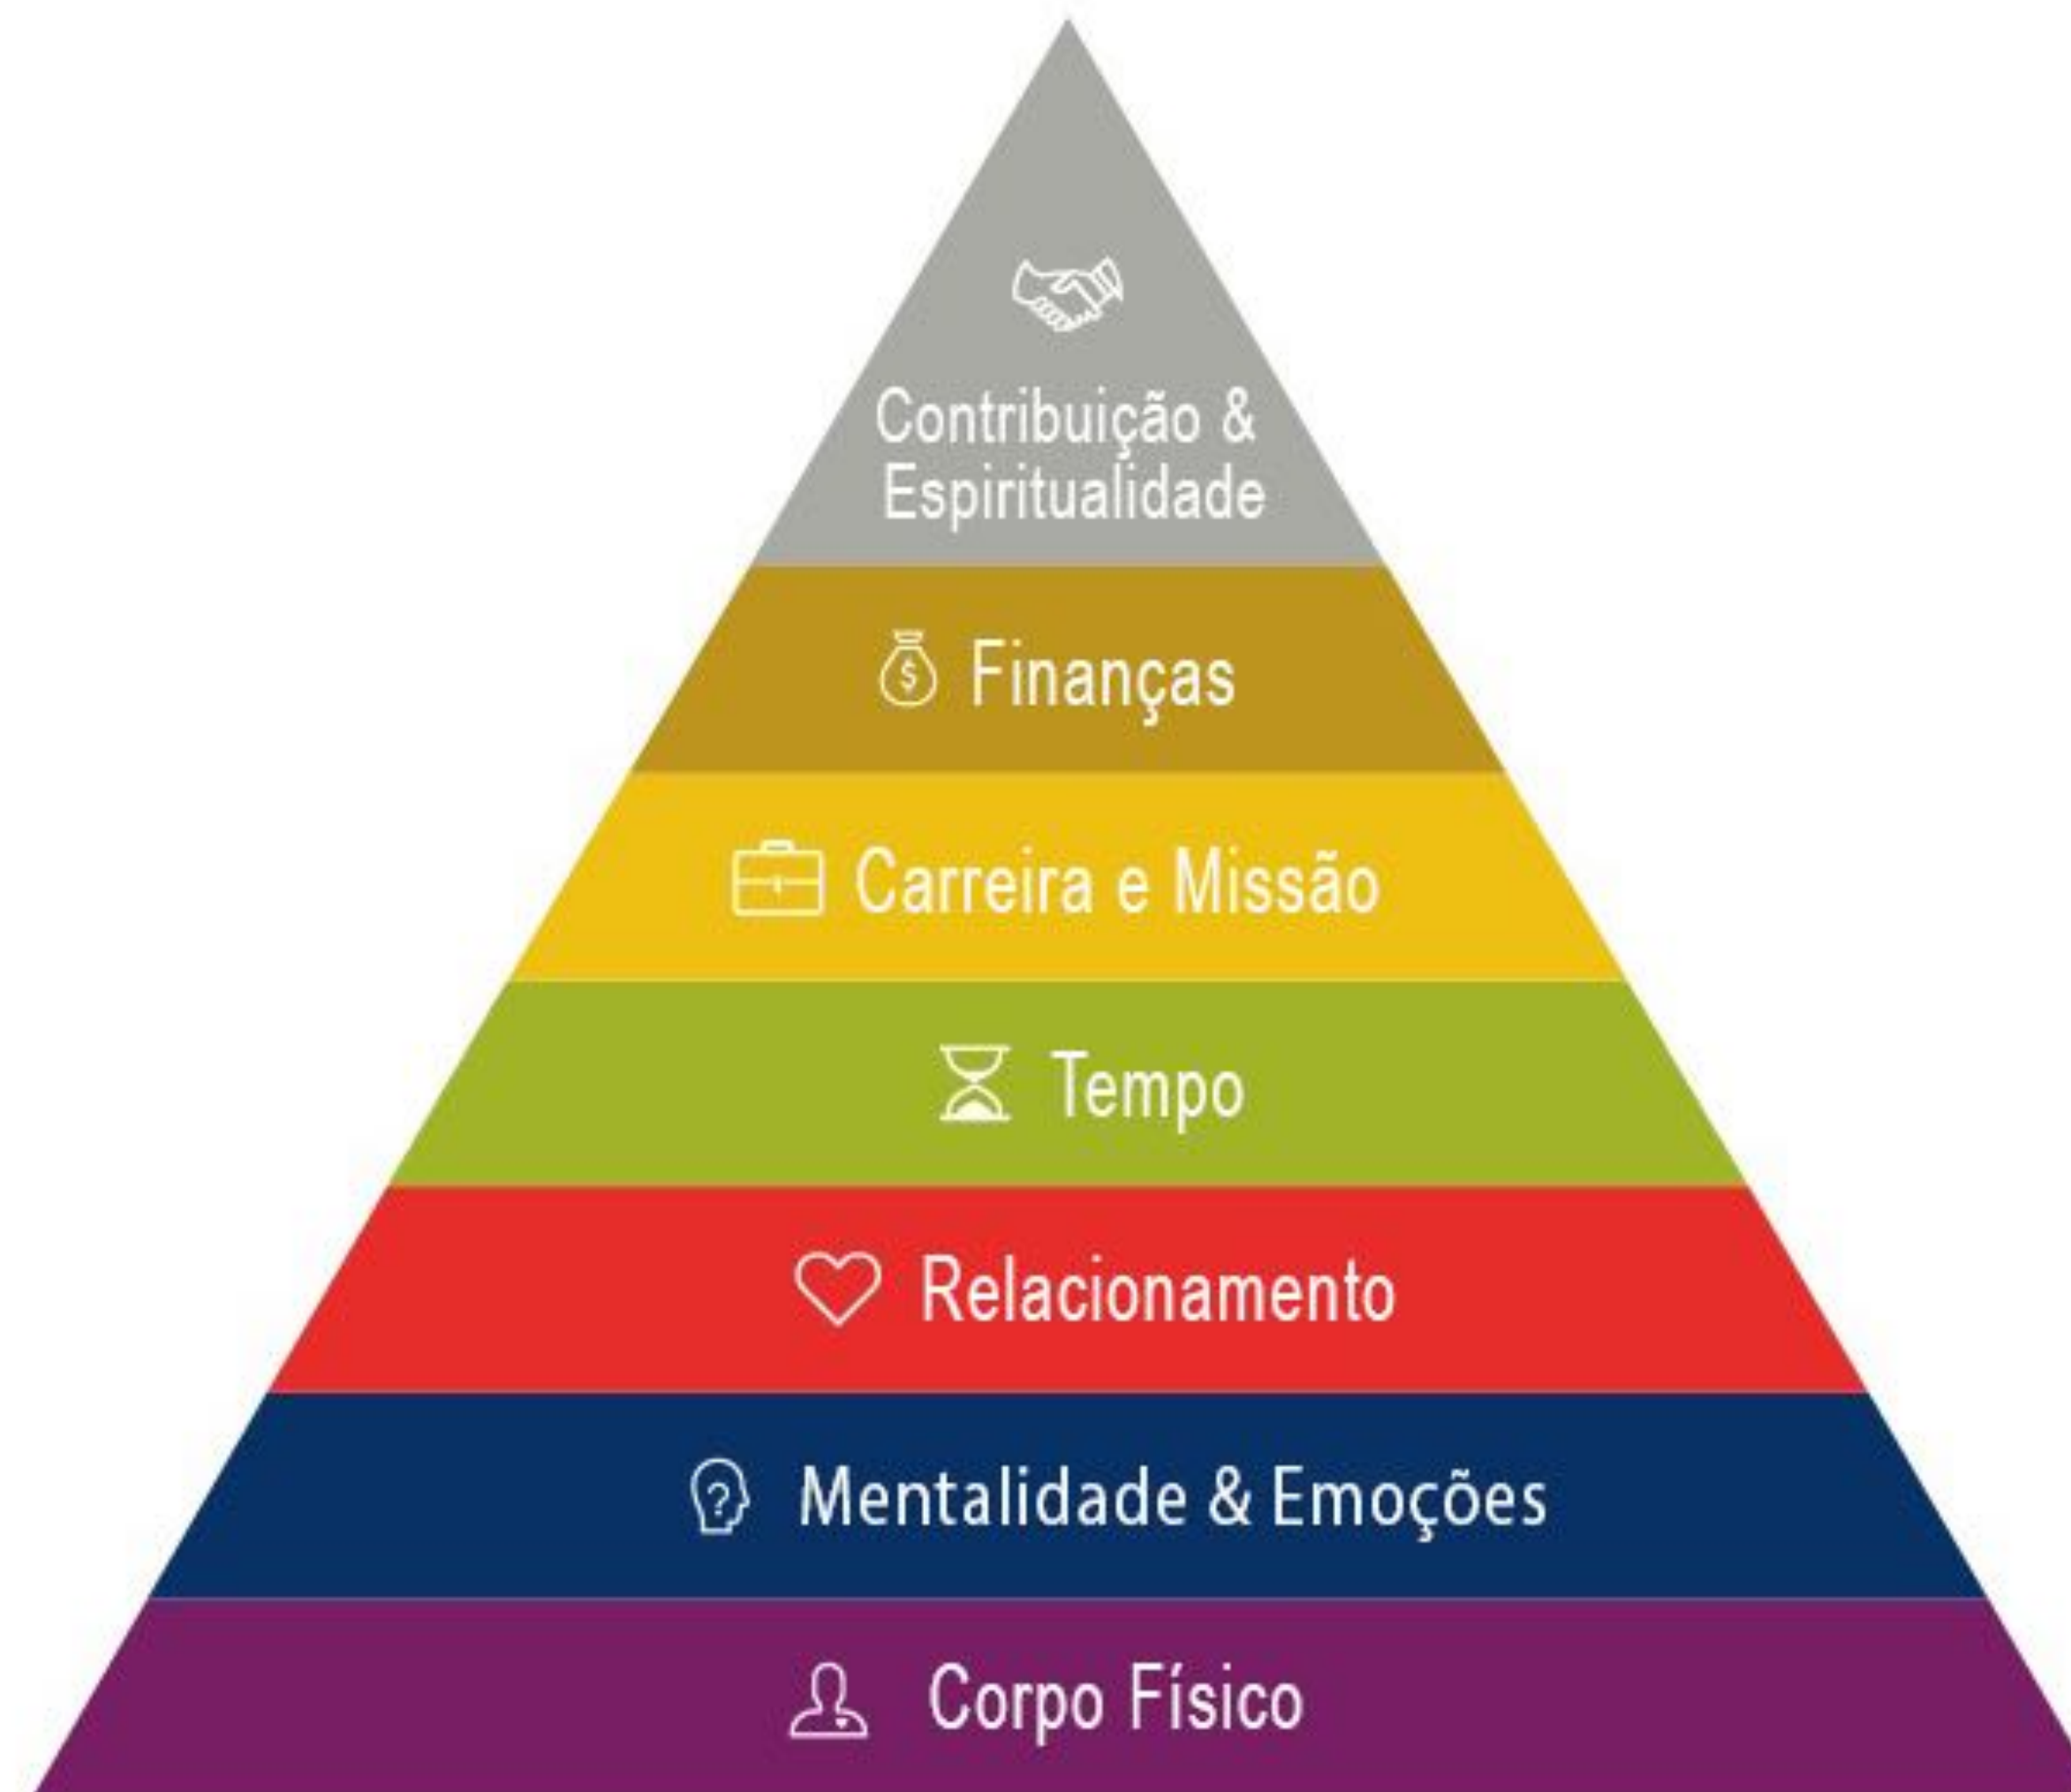 Contribuição &
Espiritualidade
$ Finanças
Carreira e Missão
Tempo
Relacionamento
? Mentalidade & Emoções
Corpo Físico